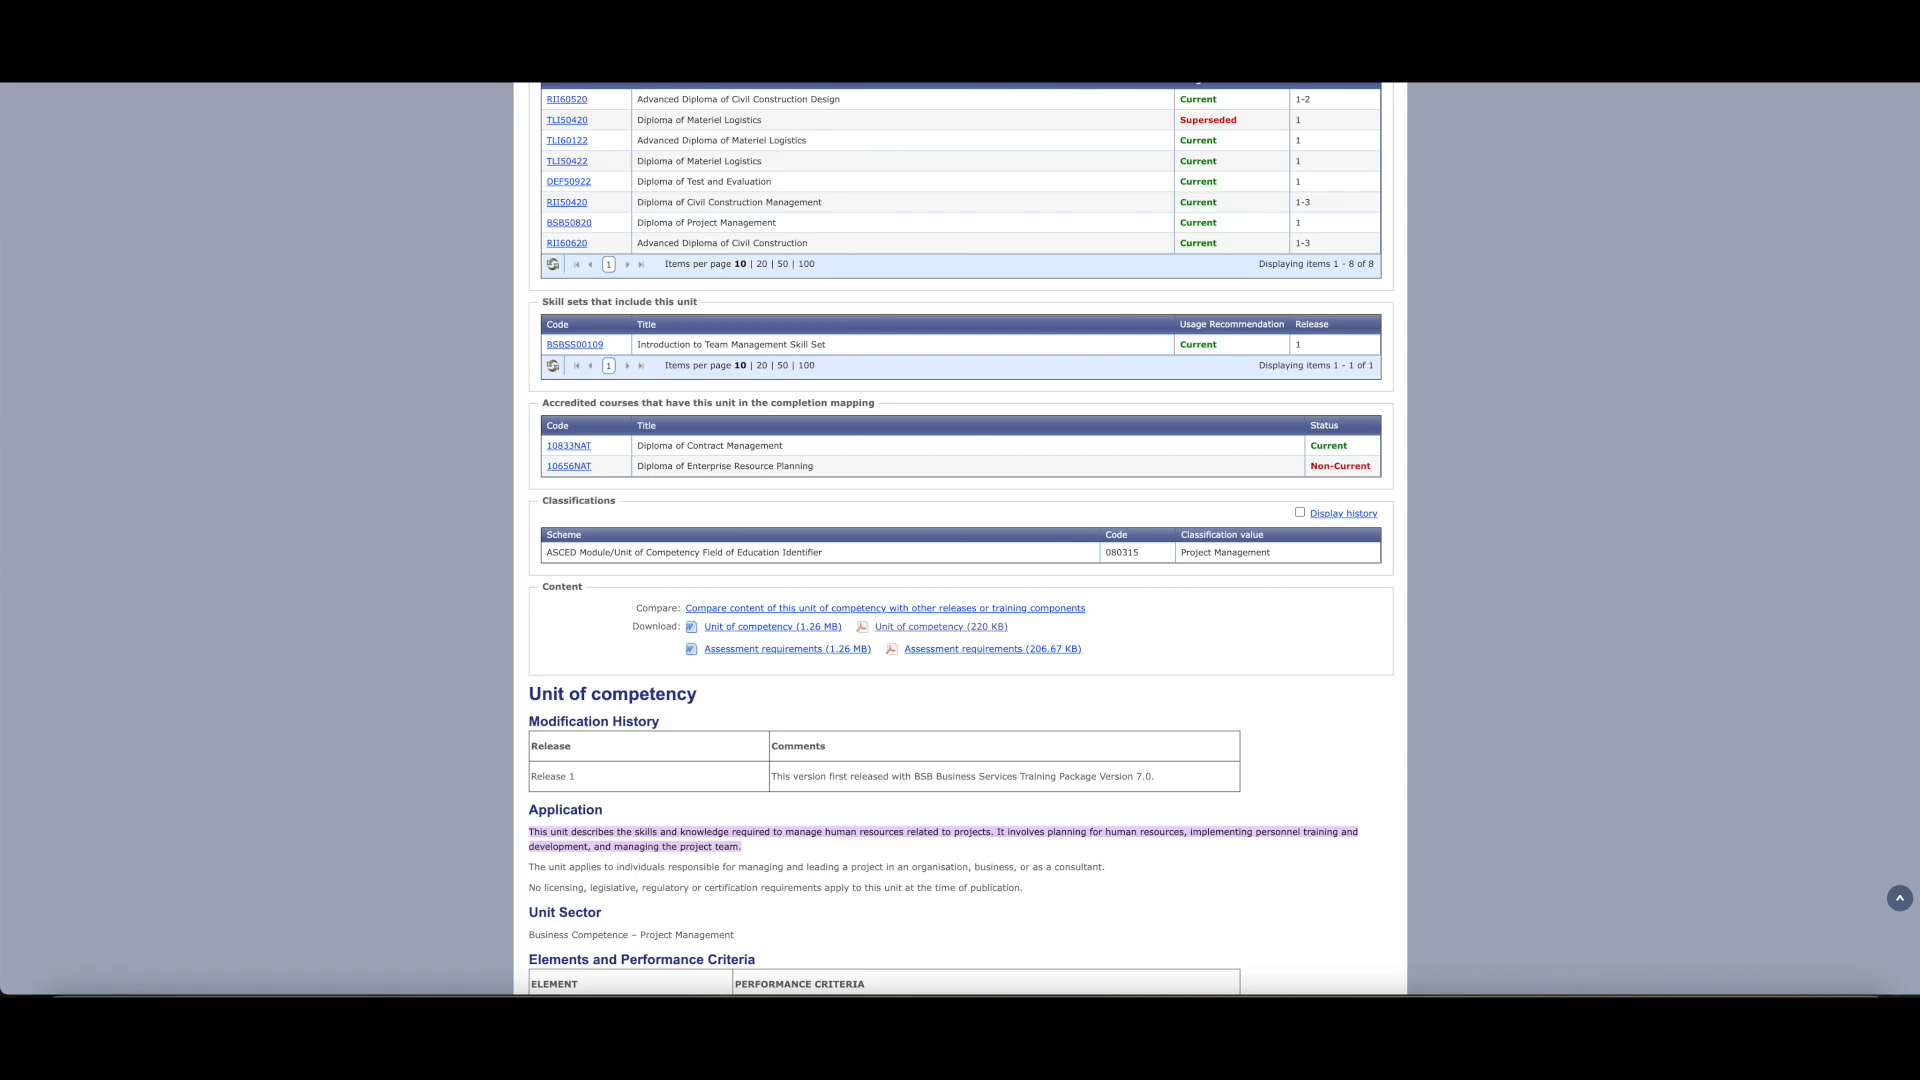 RII60520 Advanced Diploma of Civil Construction Design Current 1-2
TLI50420 Diploma of Materiel Logistics Superseded 1
TLI60122 Advanced Diploma of Materiel Logistics Current 1
TLI50422 Diploma of Materiel Logistics Current 1
DEF50922 Diploma of Test and Evaluation Current 1
RII50420 Diploma of Civil Construction Management Current 1-3
BSB50820 Diploma of Project Management Current 1
RII60620 Advanced Diploma of Civil Construction Current 1-3
1 Items per page 10 | 20 | 50 | 100 Displaying items 1 - 8 of 8
Skill sets that include this unit
Code Title Usage Recommendation Release
BSBSS00109 Introduction to Team Management Skill Set Current 1
1 Items per page 10 | 20 | 50 | 100 Displaying items 1 - 1 of 1
Accredited courses that have this unit in the completion mapping
Code Title Status
10833NAT Diploma of Contract Management Current
10656NAT Diploma of Enterprise Resource Planning Non-Current
Classifications
Display history
Scheme Code Classification value
ASCED Module/Unit of Competency Field of Education Identifier 080315 Project Management
Content
Compare: Compare content of this unit of competency with other releases or training components
Download: Unit of competency (1.26 MB) Unit of competency (220 KB)
Assessment requirements (1.26 MB) Assessment requirements (206.67 KB)
Unit of competency
Modification History
Release Comments
Release 1 This version first released with BSB Business Services Training Package Version 7.0.
Application
This unit describes the skills and knowledge required to manage human resources related to projects. It involves planning for human resources, implementing personnel training and
development, and managing the project team.
The unit applies to individuals responsible for managing and leading a project in an organisation, business, or as a consultant.
No licensing, legislative, regulatory or certification requirements apply to this unit at the time of publication.
Unit Sector
Business Competence – Project Management
Elements and Performance Criteria
ELEMENT PERFORMANCE CRITERIA